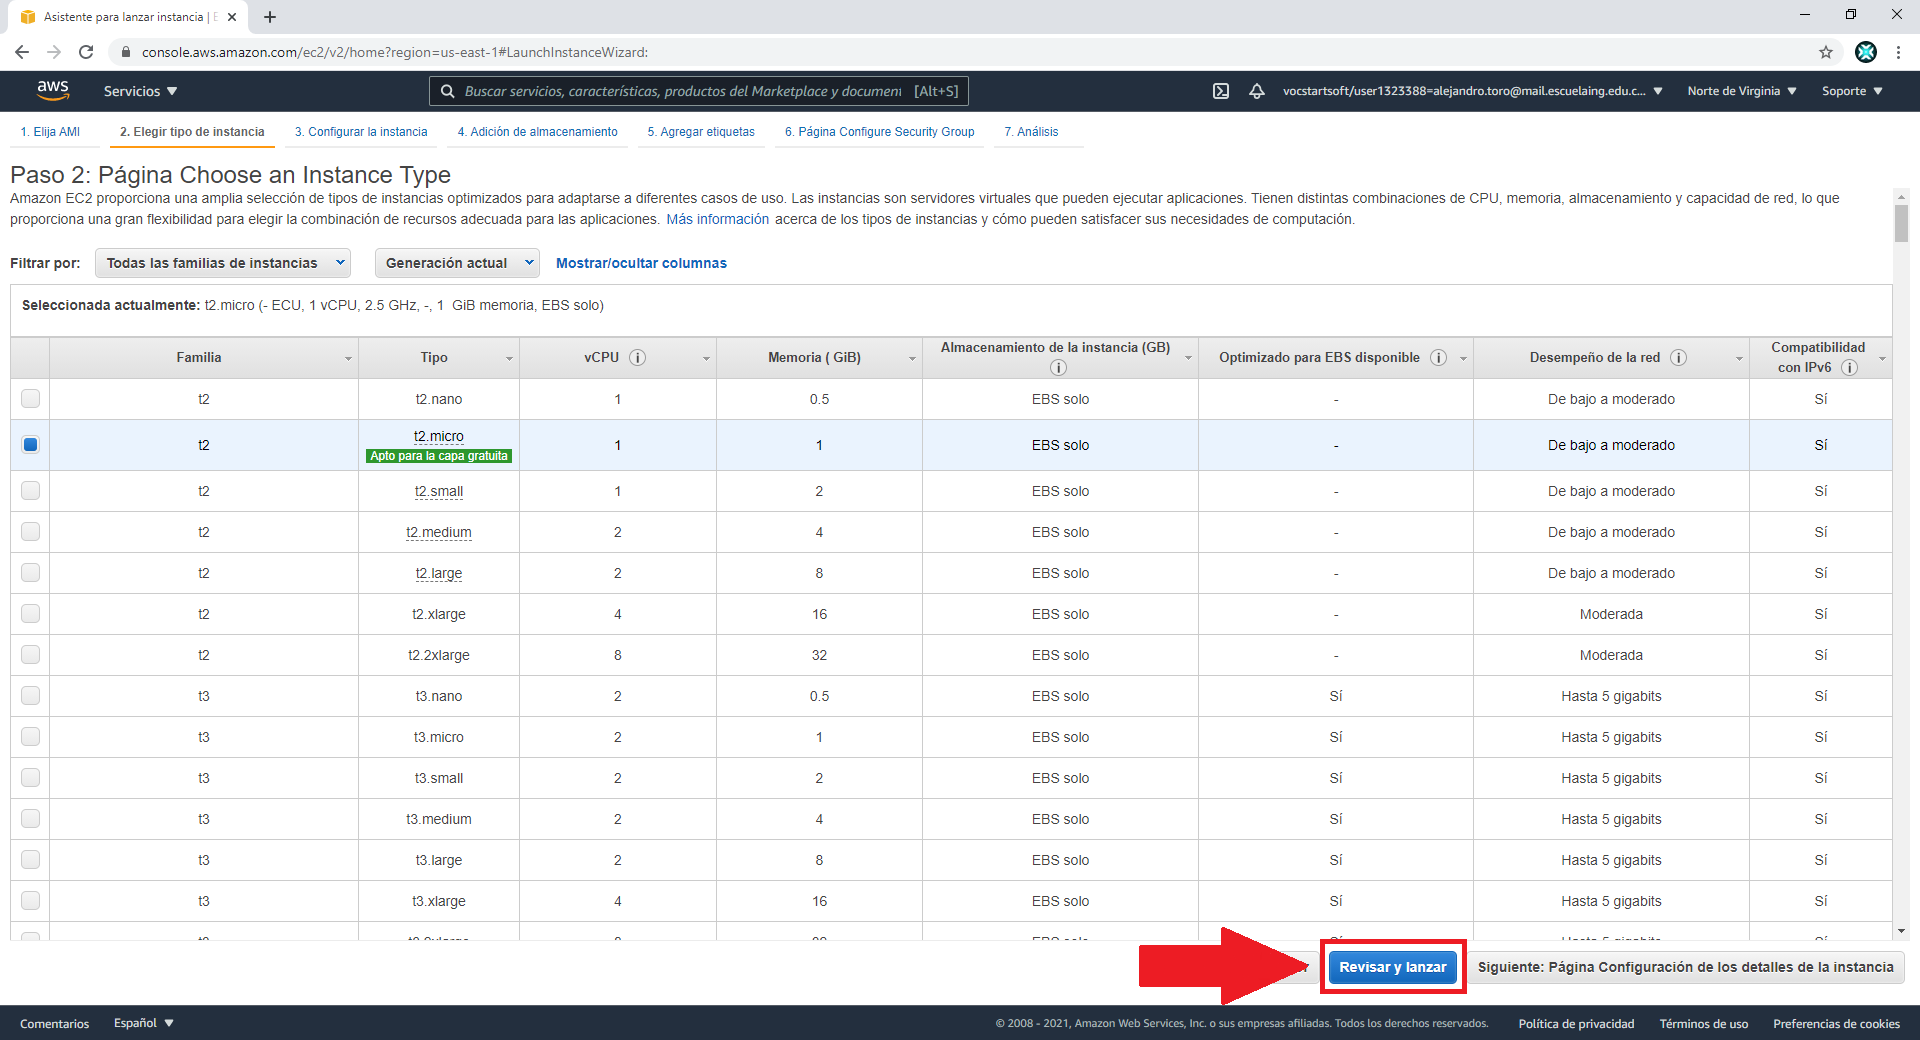 Asistente para lanzar instancia | E
console.aws.amazon.com/ec2/v2/home?region=us-east-1#LaunchInstanceWizard:
aws Servicios Buscar servicios, características, productos del Marketplace y document [Alt+S] vocstartsoft/user1323388=alejandro.toro@mail.escuelaing.edu.c... Norte de Virginia Soporte
1. Elija AMI 2. Elegir tipo de instancia 3. Configurar la instancia 4. Adición de almacenamiento 5. Agregar etiquetas 6. Página Configure Security Group 7. Análisis
Paso 2: Página Choose an Instance Type
Amazon EC2 proporciona una amplia selección de tipos de instancias optimizados para adaptarse a diferentes casos de uso. Las instancias son servidores virtuales que pueden ejecutar aplicaciones. Tienen distintas combinaciones de CPU, memoria, almacenamiento y capacidad de red, lo que
proporciona una gran flexibilidad para elegir la combinación de recursos adecuada para las aplicaciones. Más información acerca de los tipos de instancias y cómo pueden satisfacer sus necesidades de computación.
Filtrar por: Todas las familias de instancias Generación actual Mostrar/ocultar columnas
Seleccionada actualmente: t2.micro (- ECU, 1 vCPU, 2.5 GHz, -, 1 GiB memoria, EBS solo)
Familia Tipo vCPU Memoria ( GiB) Almacenamiento de la instancia (GB) Optimizado para EBS disponible Desempeño de la red Compatibilidad con IPv6
t2 t2.nano 1 0.5 EBS solo - De bajo a moderado Sí
t2 t2.micro 1 1 EBS solo - De bajo a moderado Sí
Apto para la capa gratuita
t2 t2.small 1 2 EBS solo - De bajo a moderado Sí
t2 t2.medium 2 4 EBS solo - De bajo a moderado Sí
t2 t2.large 2 8 EBS solo - De bajo a moderado Sí
t2 t2.xlarge 4 16 EBS solo - Moderada Sí
t2 t2.2xlarge 8 32 EBS solo - Moderada Sí
t3 t3.nano 2 0.5 EBS solo Sí Hasta 5 gigabits Sí
t3 t3.micro 2 1 EBS solo Sí Hasta 5 gigabits Sí
t3 t3.small 2 2 EBS solo Sí Hasta 5 gigabits Sí
t3 t3.medium 2 4 EBS solo Sí Hasta 5 gigabits Sí
t3 t3.large 2 8 EBS solo Sí Hasta 5 gigabits Sí
t3 t3.xlarge 4 16 EBS solo Sí Hasta 5 gigabits Sí
Revisar y lanzar Siguiente: Página Configuración de los detalles de la instancia
Comentarios Español © 2008 - 2021, Amazon Web Services, Inc. o sus empresas afiliadas. Todos los derechos reservados. Política de privacidad Términos de uso Preferencias de cookies